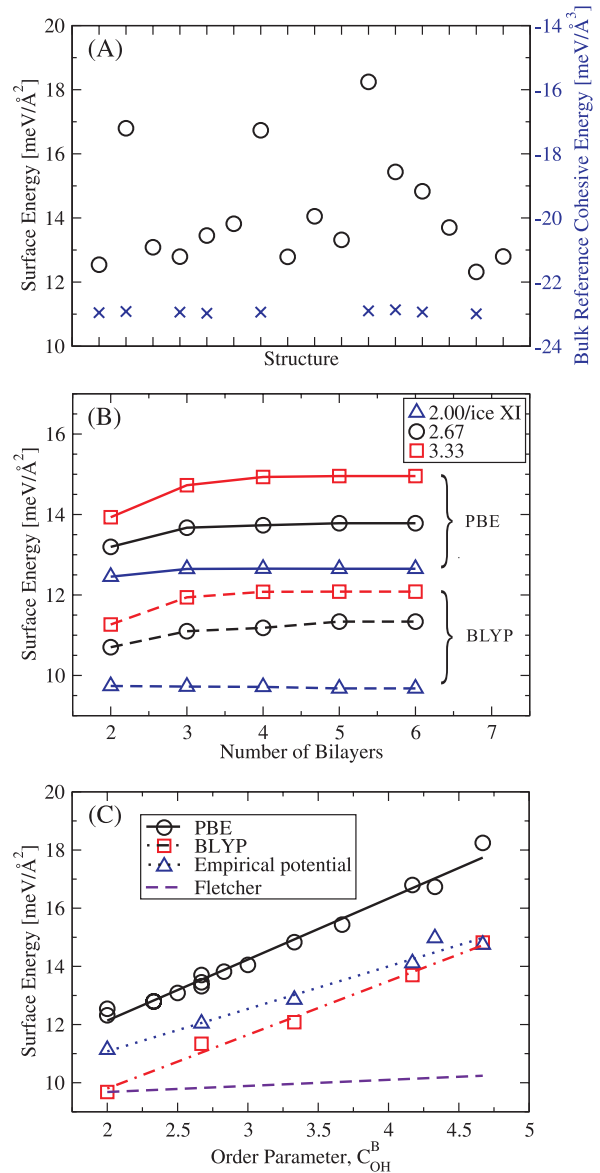 (A)
20
18
16
14
12
10
Surface Energy [meV/Å²]
-14
-16
-18
-20
-22
-24
Bulk Reference Cohesive Energy [meV/Å³]
Structure
(B)
2.00/ice XI
2.67
3.33
16
14
12
10
Surface Energy [meV/Å²]
PBE
BLYP
2 3 4 5 6 7
Number of Bilayers
(C)
PBE
BLYP
Empirical potential
Fletcher
20
18
16
14
12
10
Surface Energy [meV/Å²]
2 2.5 3 3.5 4 4.5 5
Order Parameter, C_OH^B